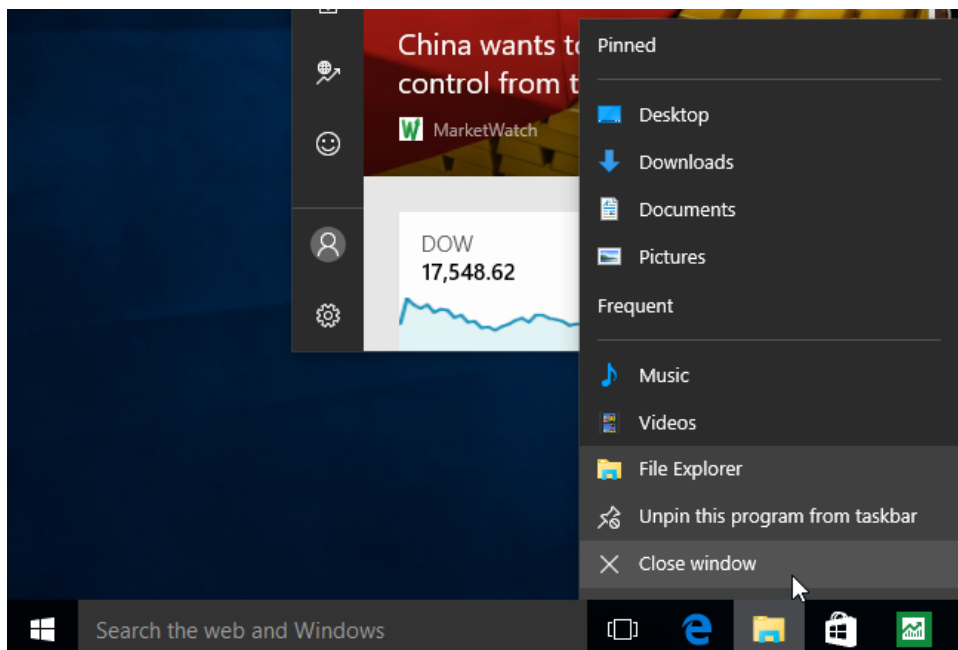 China wants to
control from t
MarketWatch
DOW
17,548.62
Pinned
Desktop
Downloads
Documents
Pictures
Frequent
Music
Videos
File Explorer
Unpin this program from taskbar
Close window
Search the web and Windows